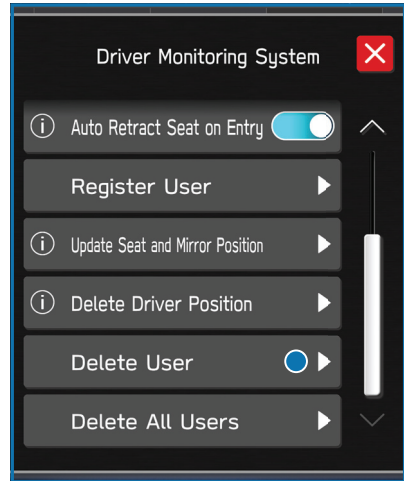 Driver Monitoring System
Auto Retract Seat on Entry
Register User
Update Seat and Mirror Position
Delete Driver Position
Delete User
Delete All Users